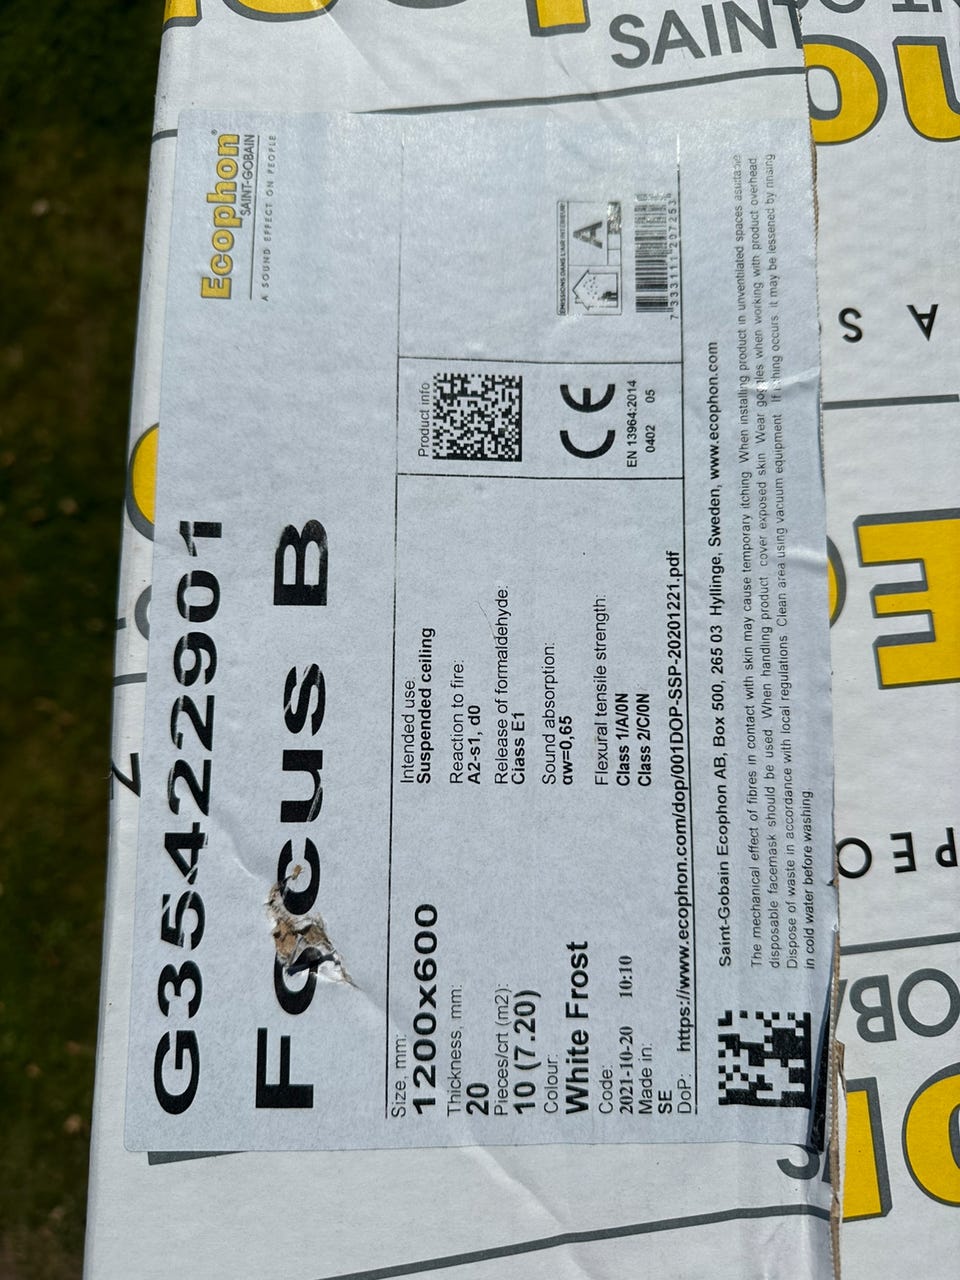 Ecophon®
SAINT-GOBAIN
A SOUND EFFECT ON PEOPLE
G35422901
Focus B
Size, mm:
1200x600
Thickness, mm:
20
Pieces/crt (m2):
10 (7.20)
Colour:
White Frost
Code:
2021-10-20 10:10
Made in:
SE
DoP: https://www.ecophon.com/dop/001DOP-SSP-20201221.pdf
Intended use:
Suspended ceiling
Reaction to fire:
A2-s1, d0
Release of formaldehyde:
Class E1
Sound absorption:
αw=0,65
Flexural tensile strength:
Class 1/A/0N
Class 2/C/0N
Product info
CE
EN 13964:2014
0402 05
ÉMISSIONS DANS L'AIR INTÉRIEUR
A
7 333111 207253
Saint-Gobain Ecophon AB, Box 500, 265 03 Hyllinge, Sweden, www.ecophon.com
The mechanical effect of fibres in contact with skin may cause temporary itching When installing product in unventilated spaces a suitable
disposable facemask should be used When handling product cover exposed skin Wear goggles when working with product overhead.
Dispose of waste in accordance with local regulations Clean area using vacuum equipment If itching occurs it may be lessened by rinsing
in cold water before washing.
SAINT